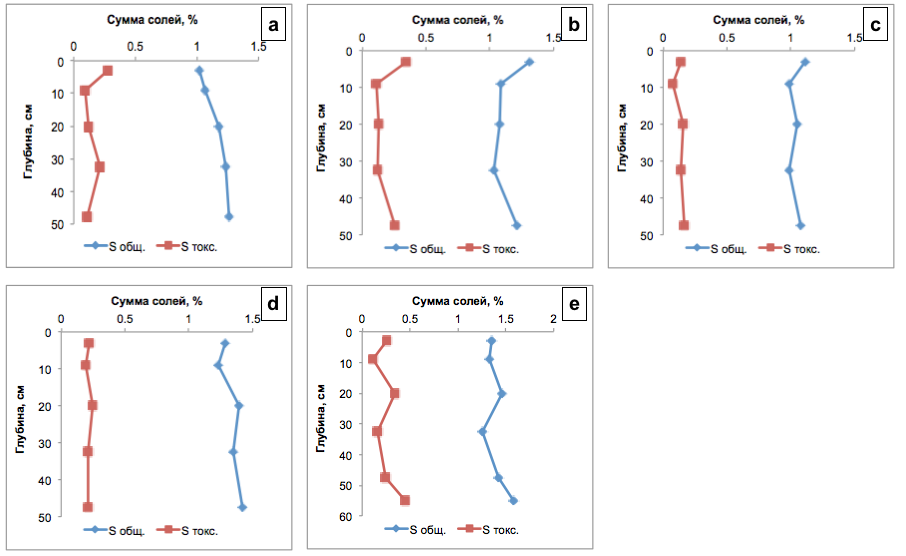 Сумма солей, %
a
0 0.5 1 1.5
0
10
20
30
40
50
Глубина, см
S общ. S токс.
Сумма солей, %
b
0 0.5 1 1.5
0
10
20
30
40
50
Глубина, см
S общ. S токс.
Сумма солей, %
c
0 0.5 1 1.5
0
10
20
30
40
50
Глубина, см
S общ. S токс.
Сумма солей, %
d
0 0.5 1 1.5
0
10
20
30
40
50
Глубина, см
S общ. S токс.
Сумма солей, %
e
0 0.5 1 1.5 2
0
10
20
30
40
50
60
Глубина, см
S общ. S токс.